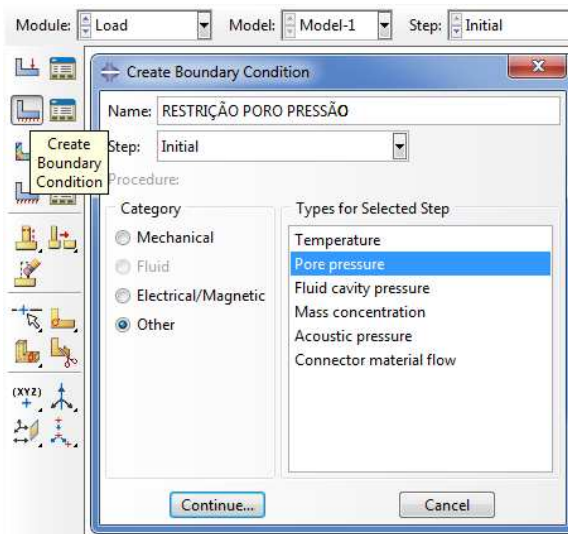 Module: Load Model: Model-1 Step: Initial
Create Boundary Condition
Name: RESTRIÇÃO PORO PRESSÃO
Step: Initial
Create
Boundary
Condition
Procedure:
Category
Mechanical
Fluid
Electrical/Magnetic
Other
Types for Selected Step
Temperature
Pore pressure
Fluid cavity pressure
Mass concentration
Acoustic pressure
Connector material flow
(XYZ)
Continue... Cancel